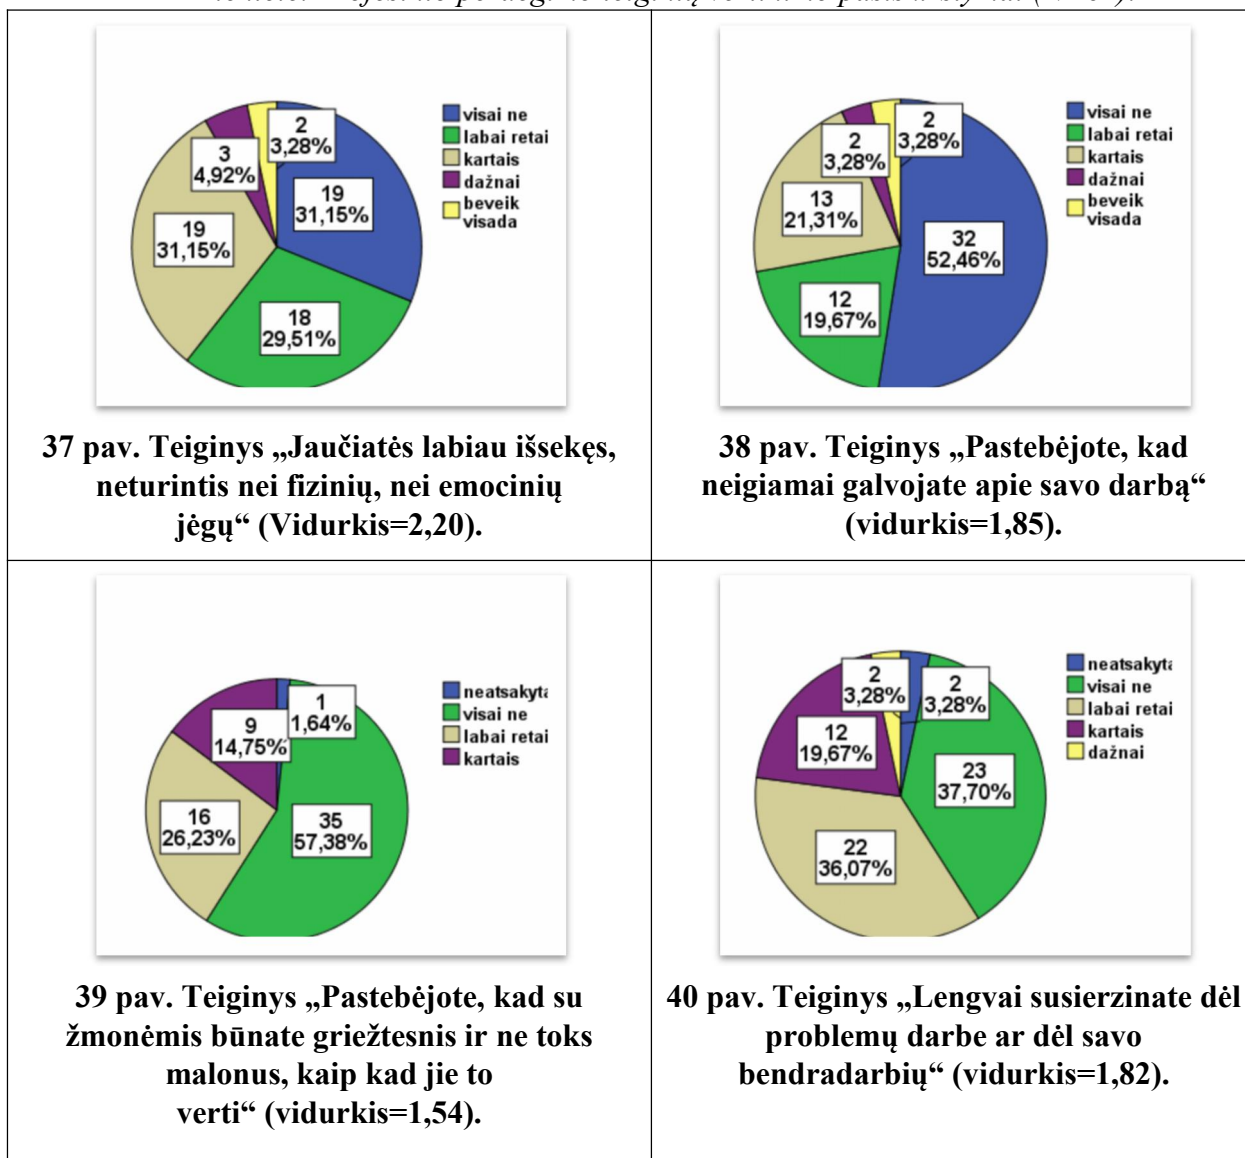 2
3,28%
3
4,92%
19
31,15%
19
31,15%
18
29,51%
visai ne
labai retai
kartais
dažnai
beveik
visada
37 pav. Teiginys „Jaučiatės labiau išsekęs,
neturintis nei fizinių, nei emocinių
jėgų“ (Vidurkis=2,20).
2
3,28%
2
3,28%
13
21,31%
32
52,46%
12
19,67%
visai ne
labai retai
kartais
dažnai
beveik
visada
38 pav. Teiginys „Pastebėjote, kad
neigiamai galvojate apie savo darbą“
(vidurkis=1,85).
1
1,64%
9
14,75%
16
26,23%
35
57,38%
neatsakyta
visai ne
labai retai
kartais
39 pav. Teiginys „Pastebėjote, kad su
žmonėmis būnate griežtesnis ir ne toks
malonus, kaip kad jie to
verti“ (vidurkis=1,54).
2
3,28%
2
3,28%
12
19,67%
23
37,70%
22
36,07%
neatsakyta
visai ne
labai retai
kartais
dažnai
40 pav. Teiginys „Lengvai susierzinate dėl
problemų darbe ar dėl savo
bendradarbių“ (vidurkis=1,82).